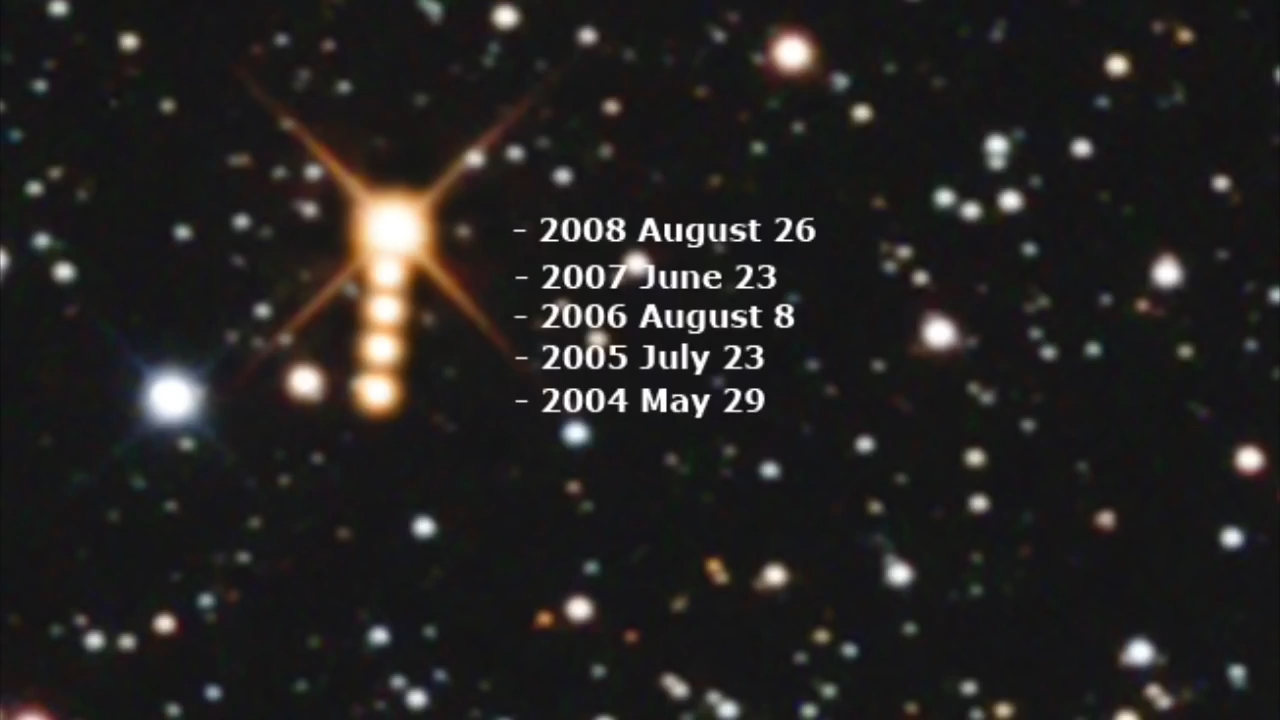 - 2008 August 26
- 2007 June 23
- 2006 August 8
- 2005 July 23
- 2004 May 29